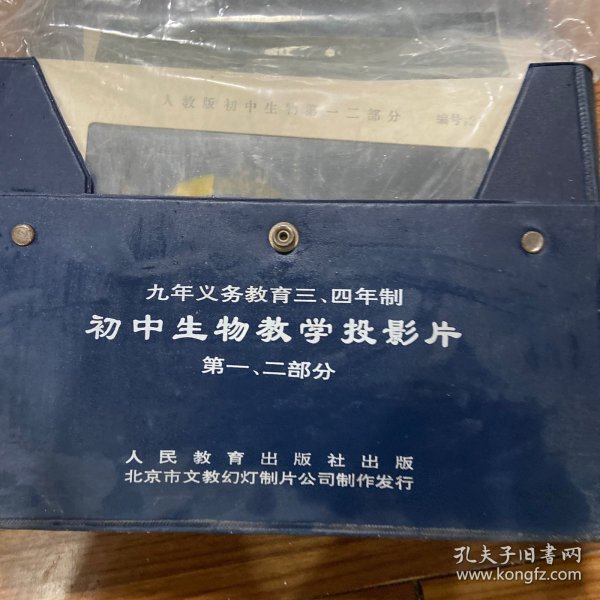 人教版初中生物第一二部分 编号:
九年义务教育三、四年制
初中生物教学投影片
第一、二部分
人民教育出版社出版
北京市文教幻灯制片公司制作发行
孔夫子旧书网
www.kongfz.com